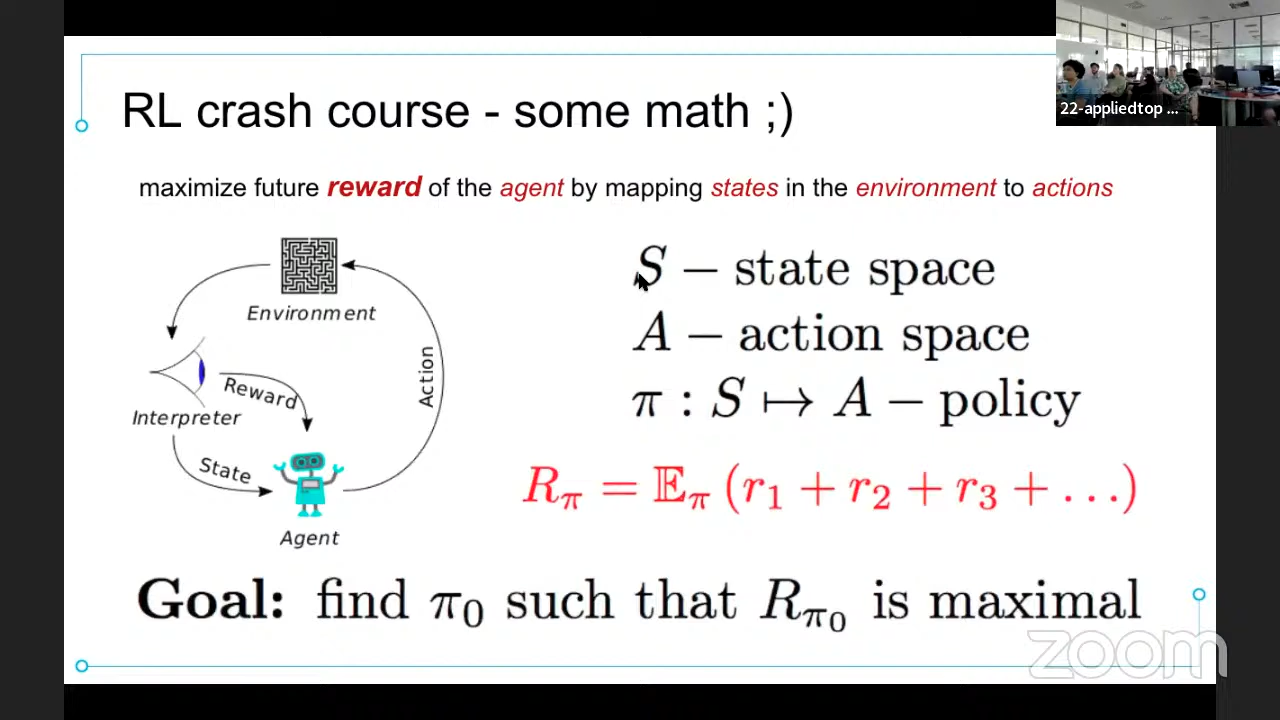 RL crash course - some math ;)
22-appliedtop ...
maximize future reward of the agent by mapping states in the environment to actions
Environment
Reward
Interpreter
State
Action
Agent
S – state space
A – action space
π : S ↦ A – policy
R_π = 𝔼_π (r_1 + r_2 + r_3 + ...)
Goal: find π_0 such that R_{π_0} is maximal
zoom